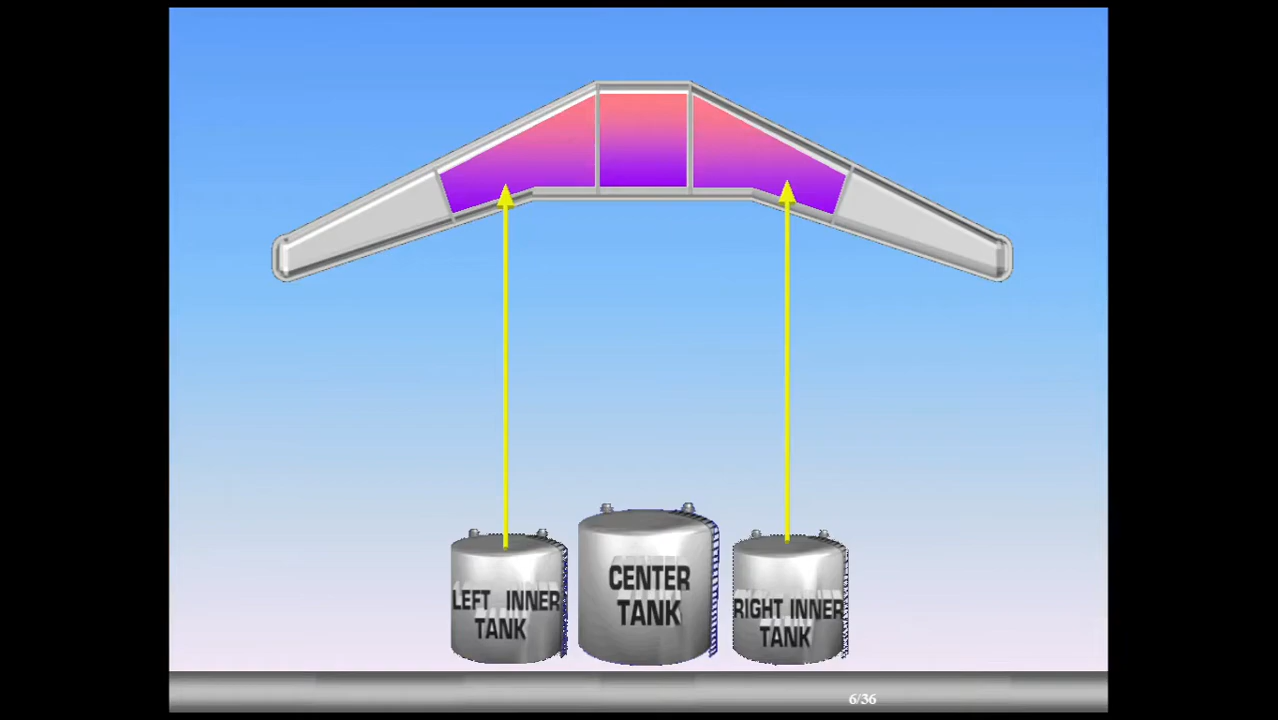 CENTER
TANK
LEFT INNER
TANK
RIGHT INNER
TANK
6/36